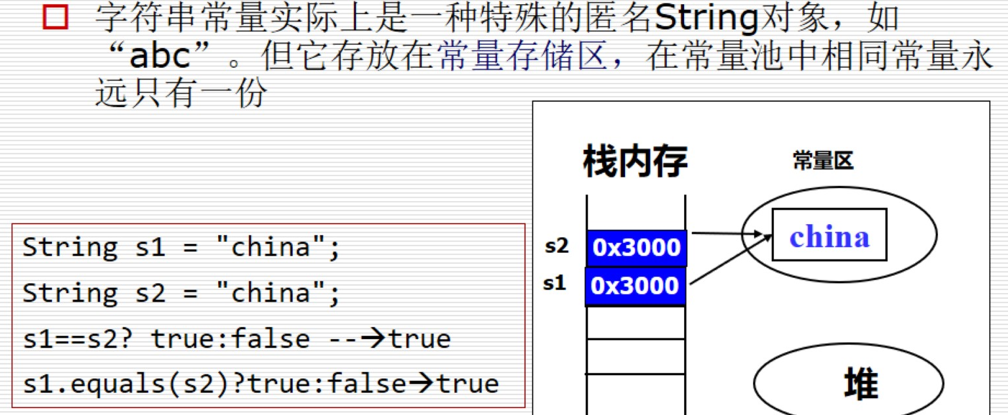 字符串常量实际上是一种特殊的匿名String对象，如
“abc”。但它存放在常量存储区，在常量池中相同常量永
远只有一份
String s1 = "china";
String s2 = "china";
s1==s2? true:false --→true
s1.equals(s2)?true:false→true
栈内存
常量区
s2 0x3000
s1 0x3000
china
堆